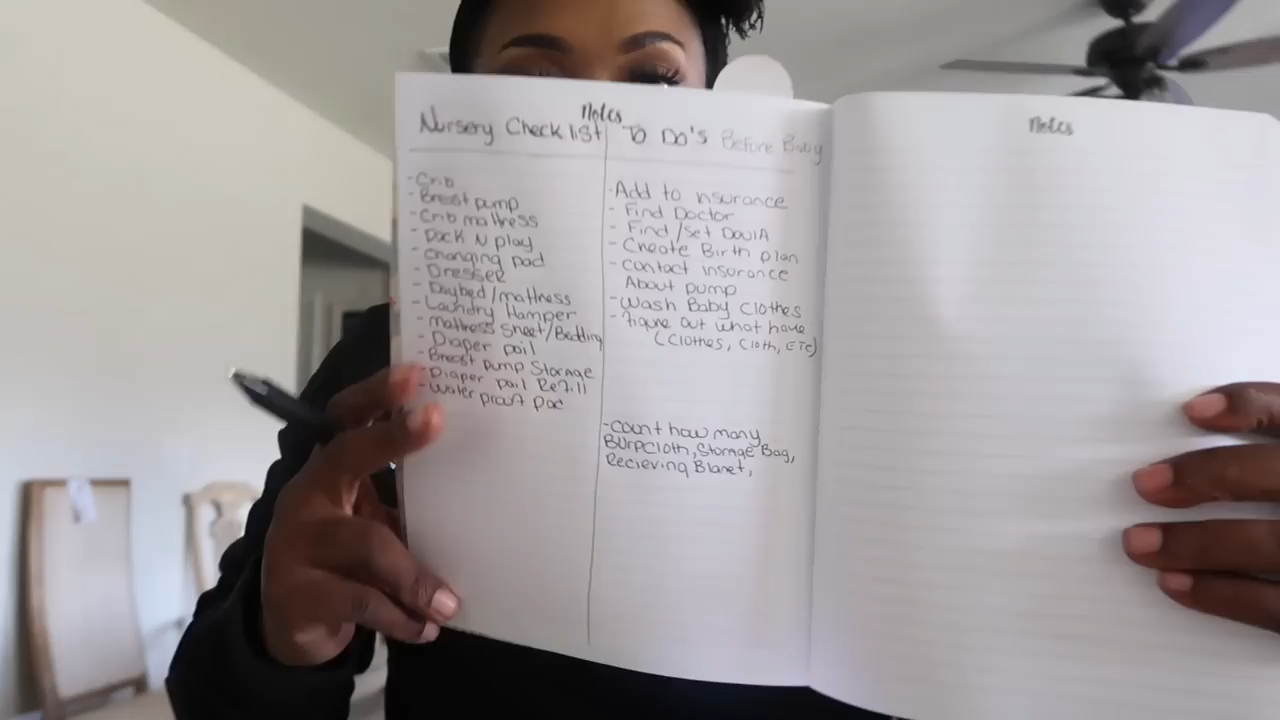 Notes
Nursery Checklist
- Crib
- Breast pump
- Crib mattress
- Pack N play
- Changing pad
- Dresser
- Daybed/mattress
- Laundry Hamper
- mattress sheet/Bedding
- Diaper pail
- Breast pump Storage
- Diaper pail Refill
- Water proof pad
To Do's Before Baby
- Add to insurance
- Find Doctor
- Find/set Doula
- Create Birth plan
- Contact insurance
About pump
- Wash Baby Clothes
- Figure out what have
(Clothes, Cloth, ETC)
- Count how many
BurpCloth, Storage Bag,
Recieving Blanet,
Notes